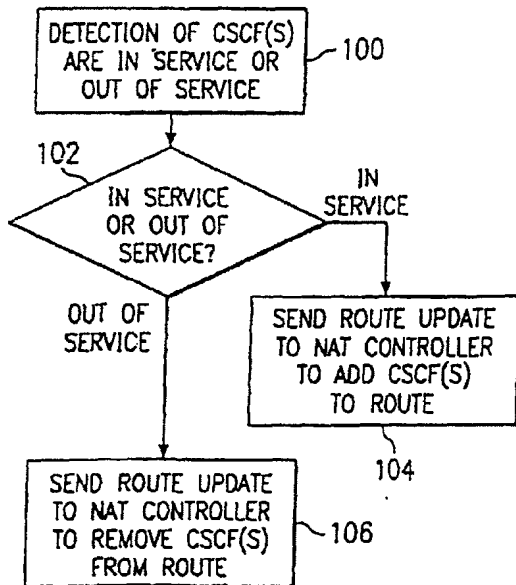 DETECTION OF CSCF(S)
ARE IN SERVICE OR
OUT OF SERVICE
100
102
IN SERVICE
OR OUT OF
SERVICE?
IN
SERVICE
OUT OF
SERVICE
SEND ROUTE UPDATE
TO NAT CONTROLLER
TO ADD CSCF(S)
TO ROUTE
104
SEND ROUTE UPDATE
TO NAT CONTROLLER
TO REMOVE CSCF(S)
FROM ROUTE
106